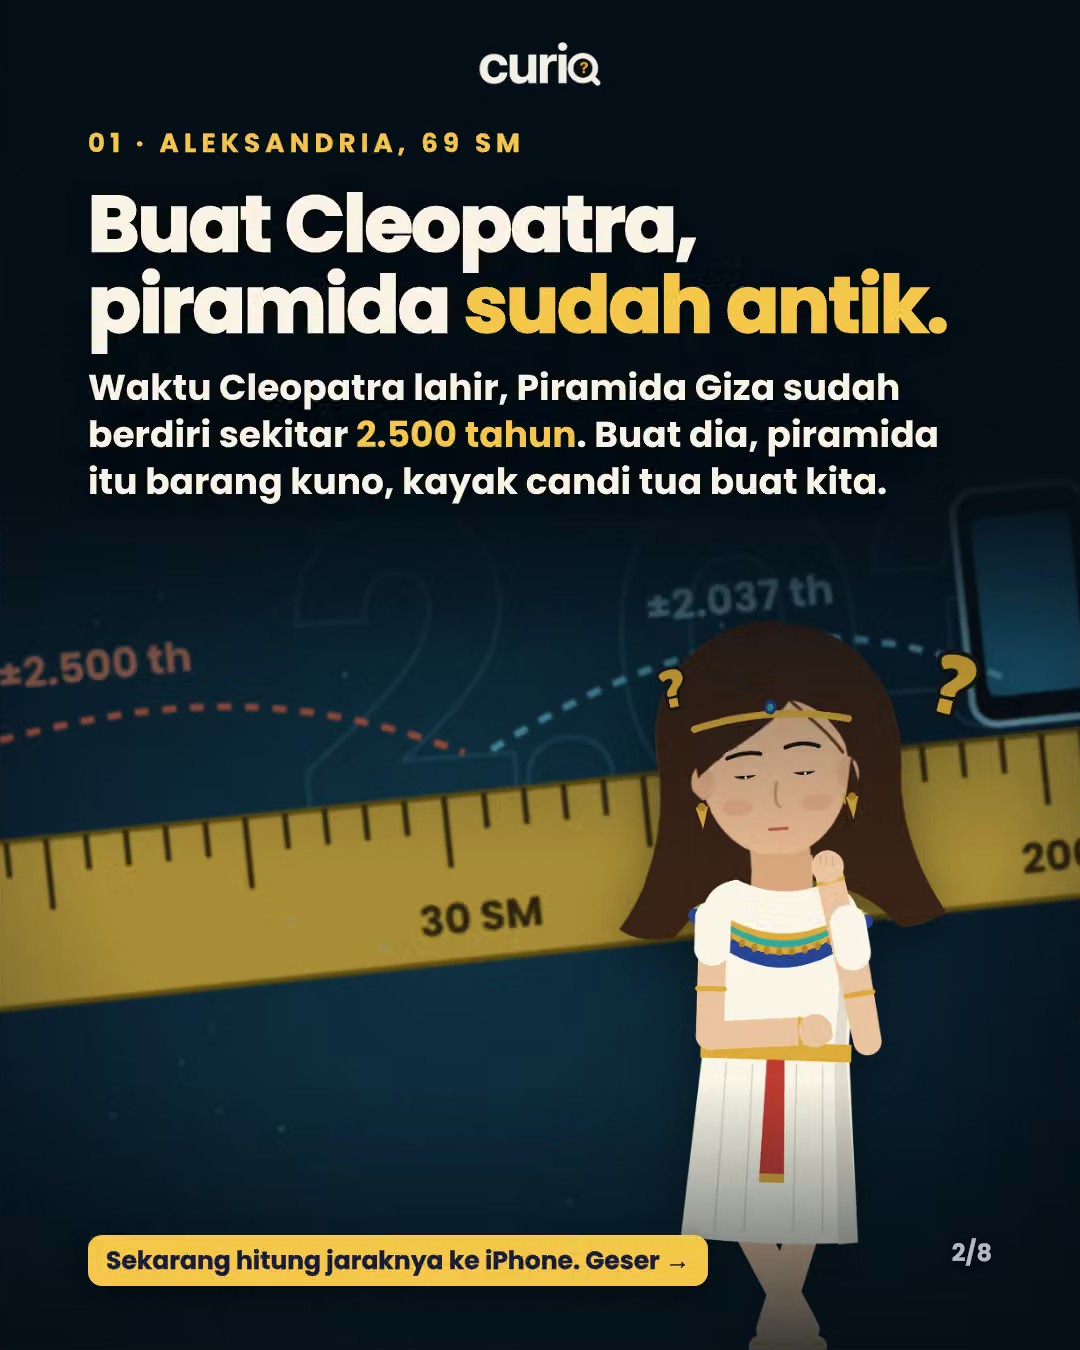 curio
01 · ALEKSANDRIA, 69 SM
Buat Cleopatra,
piramida sudah antik.
Waktu Cleopatra lahir, Piramida Giza sudah
berdiri sekitar 2.500 tahun. Buat dia, piramida
itu barang kuno, kayak candi tua buat kita.
±2.037 th
±2.500 th
? ?
30 SM
Sekarang hitung jaraknya ke iPhone. Geser →
2/8